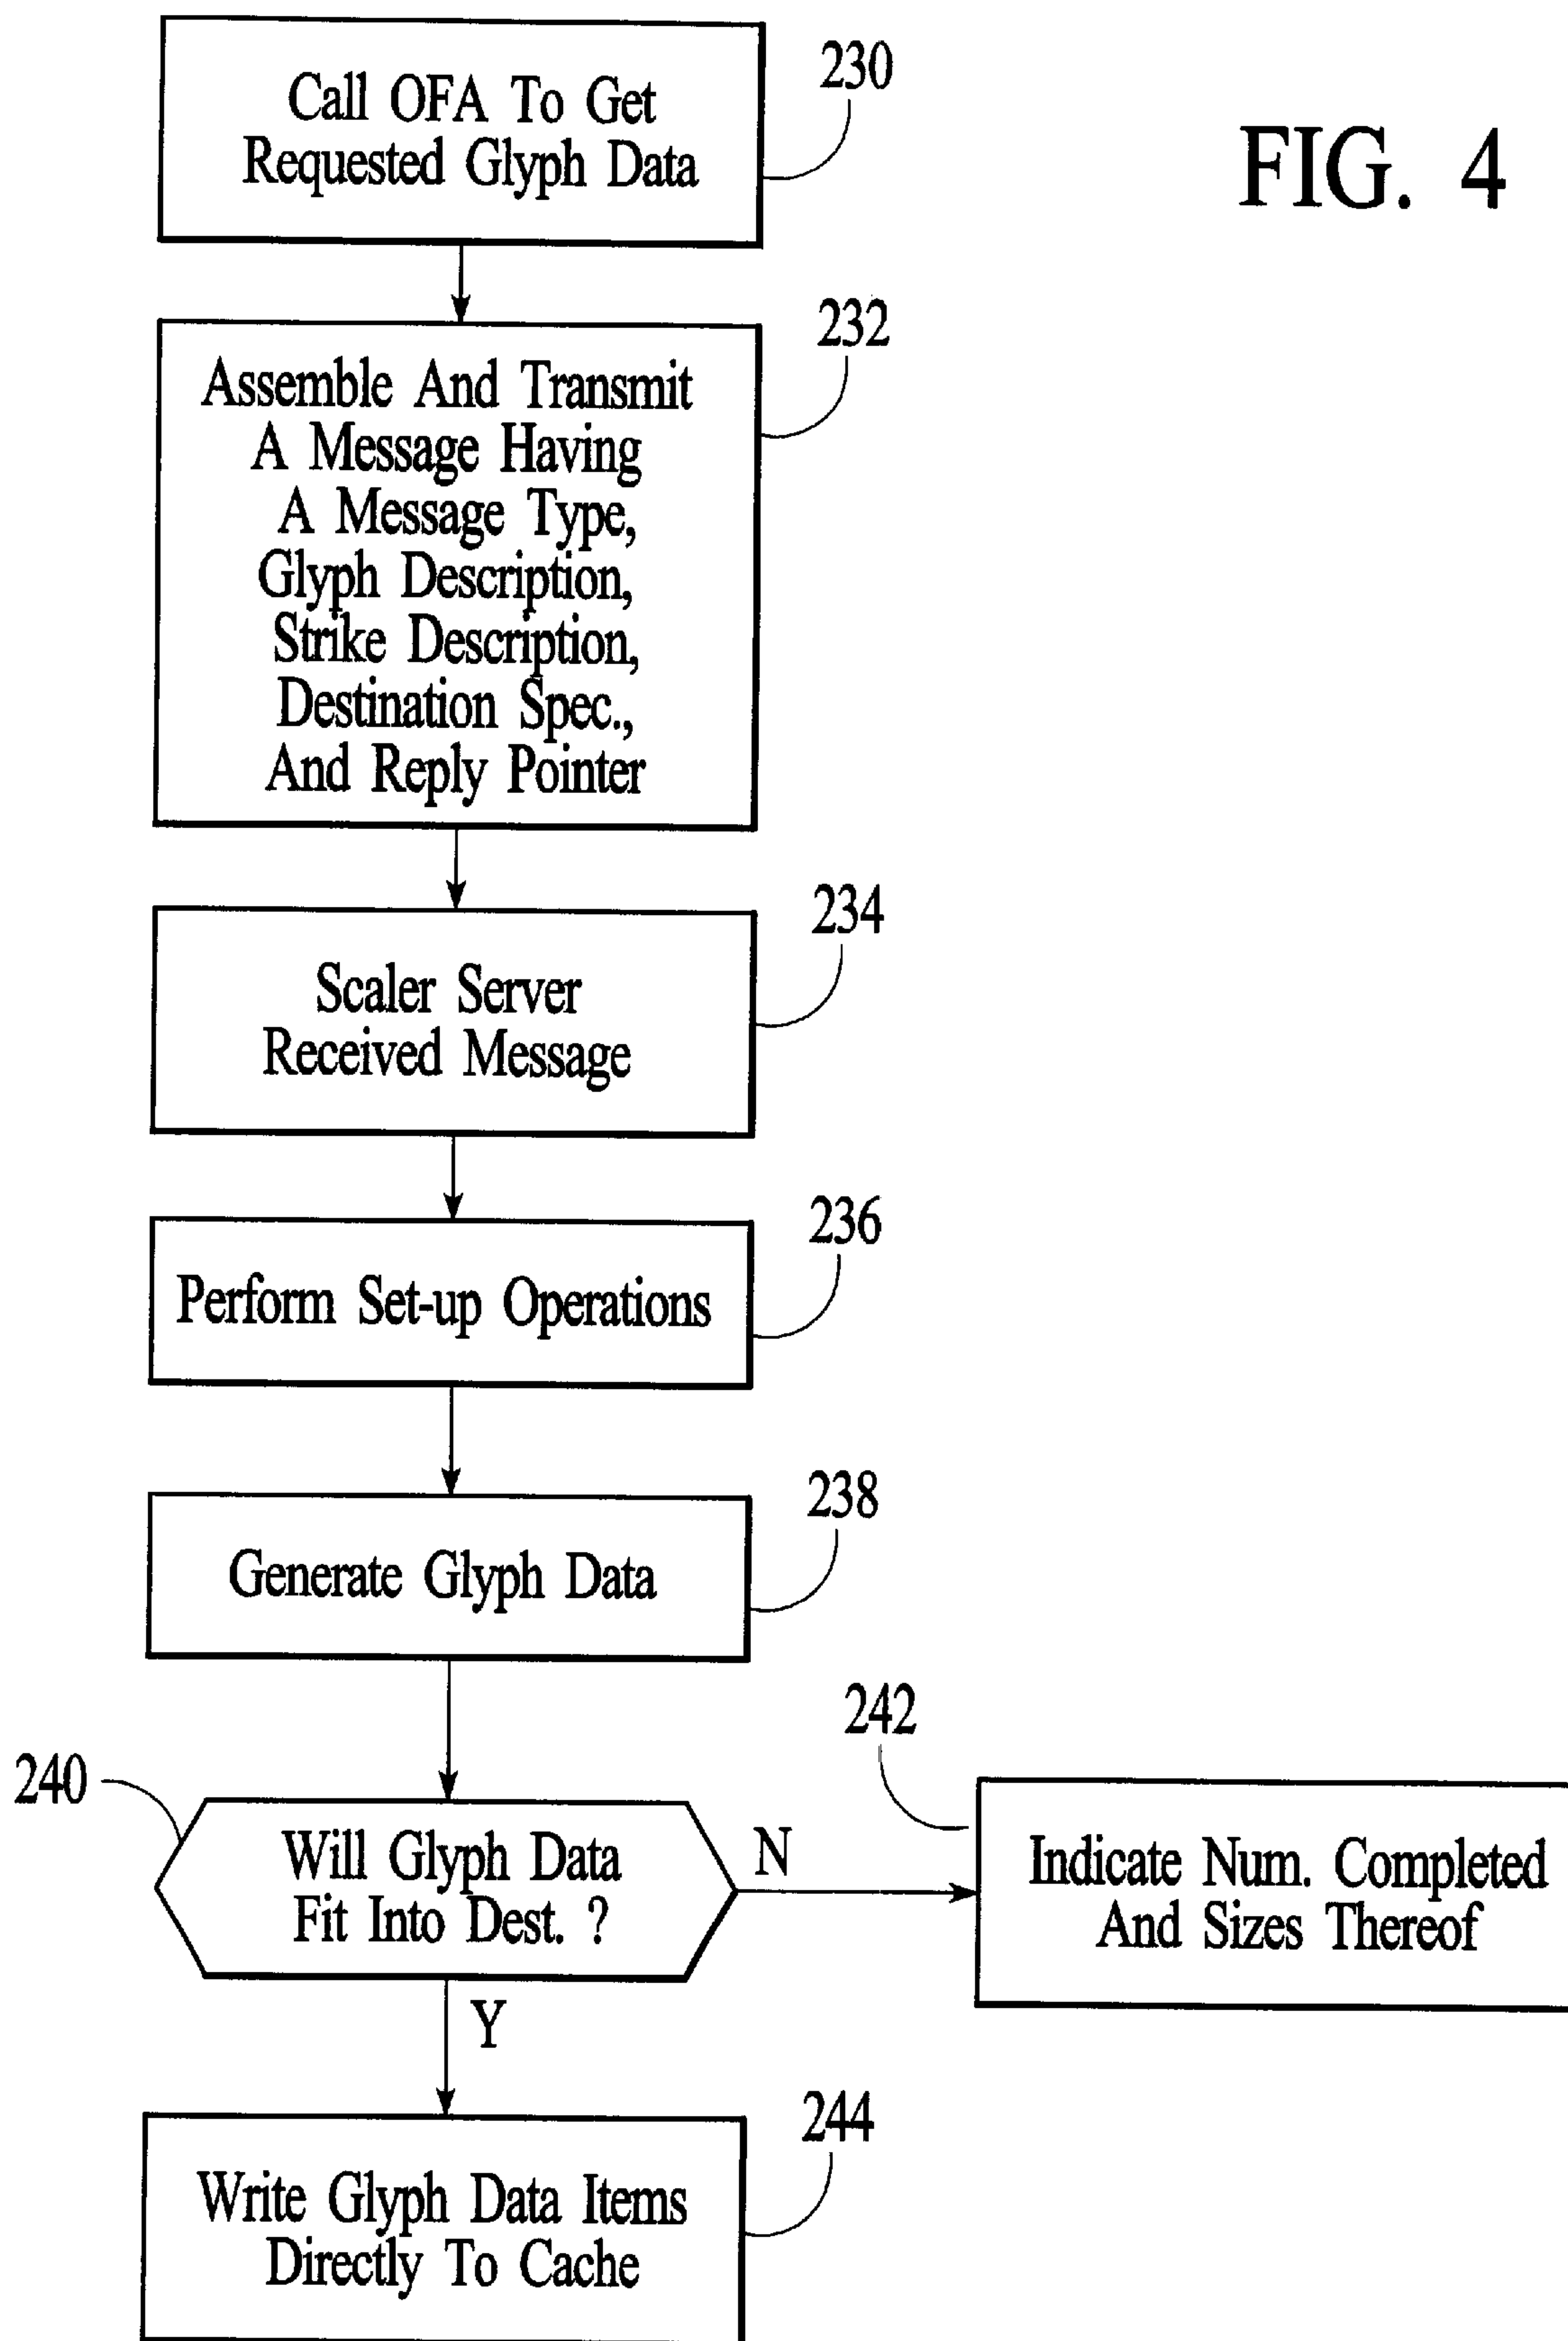 FIG. 4
230
Call OFA To Get
Requested Glyph Data
232
Assemble And Transmit
A Message Having
A Message Type,
Glyph Description,
Strike Description,
Destination Spec.,
And Reply Pointer
234
Scaler Server
Received Message
236
Perform Set-up Operations
238
Generate Glyph Data
240
Will Glyph Data
Fit Into Dest. ?
N
242
Indicate Num. Completed
And Sizes Thereof
Y
244
Write Glyph Data Items
Directly To Cache